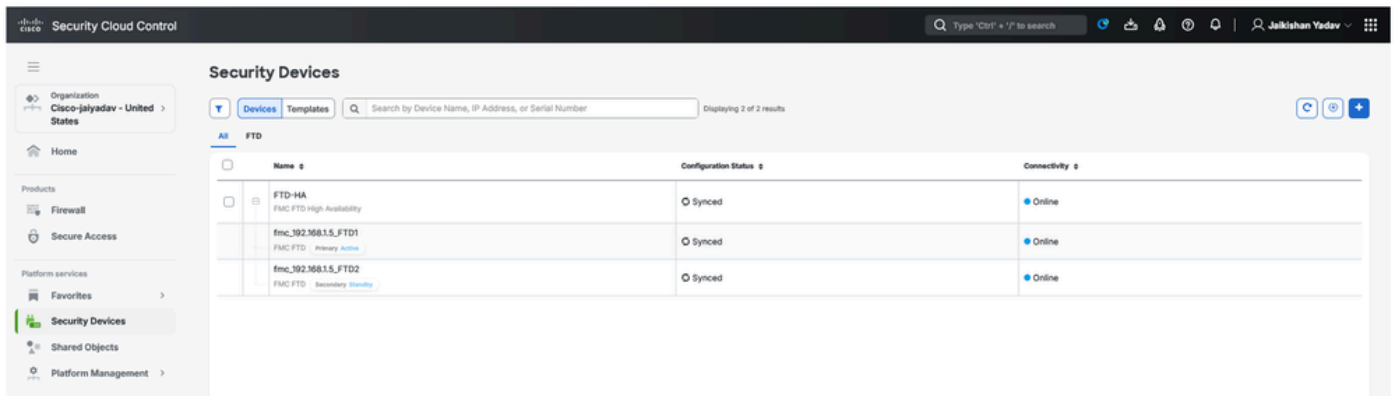 cisco Security Cloud Control
Type 'Ctrl' + '/' to search
Jaikishan Yadav
Organization
Cisco-jaiyadav - United States
Home
Products
Firewall
Secure Access
Platform services
Favorites
Security Devices
Shared Objects
Platform Management
Security Devices
Devices Templates Search by Device Name, IP Address, or Serial Number Displaying 2 of 2 results
All FTD
Name Configuration Status Connectivity
FTD-HA Synced Online
FMC FTD High Availability
fmc_192.168.1.5_FTD1 Synced Online
FMC FTD Primary Active
fmc_192.168.1.5_FTD2 Synced Online
FMC FTD Secondary Standby